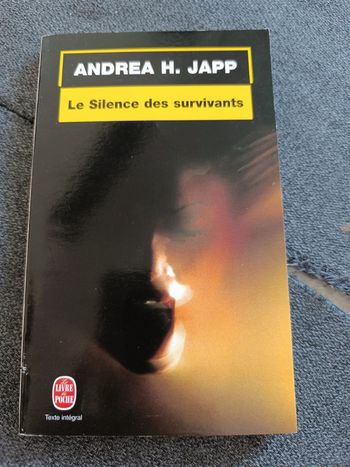 ANDREA H. JAPP
Le Silence des survivants
Le
LIVRE
de
POCHE
Texte intégral